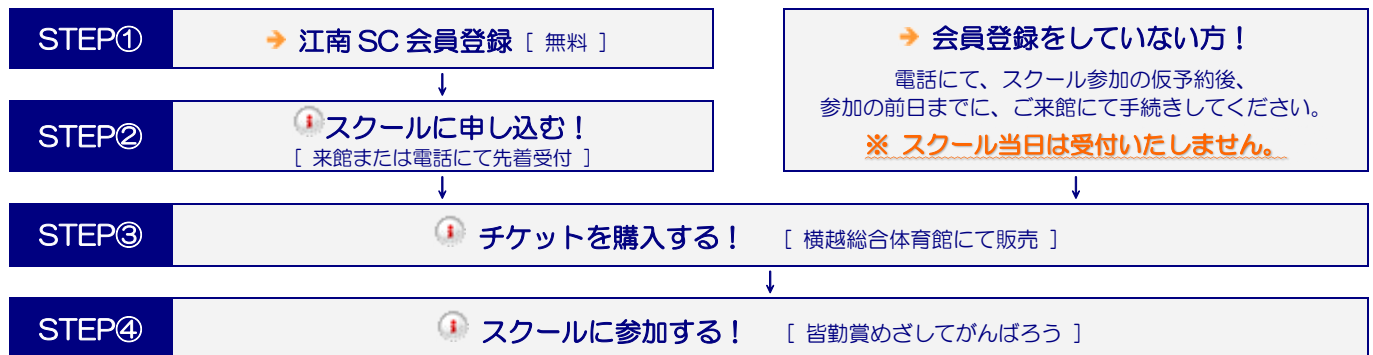 STEP① 江南 SC 会員登録 [ 無料 ]
STEP② スクールに申し込む！
[ 来館または電話にて先着受付 ]
会員登録をしていない方！
電話にて、スクール参加の仮予約後、
参加の前日までに、ご来館にて手続きしてください。
※ スクール当日は受付いたしません。
STEP③ チケットを購入する！ [ 横越総合体育館にて販売 ]
STEP④ スクールに参加する！ [ 皆勤賞めざしてがんばろう ]